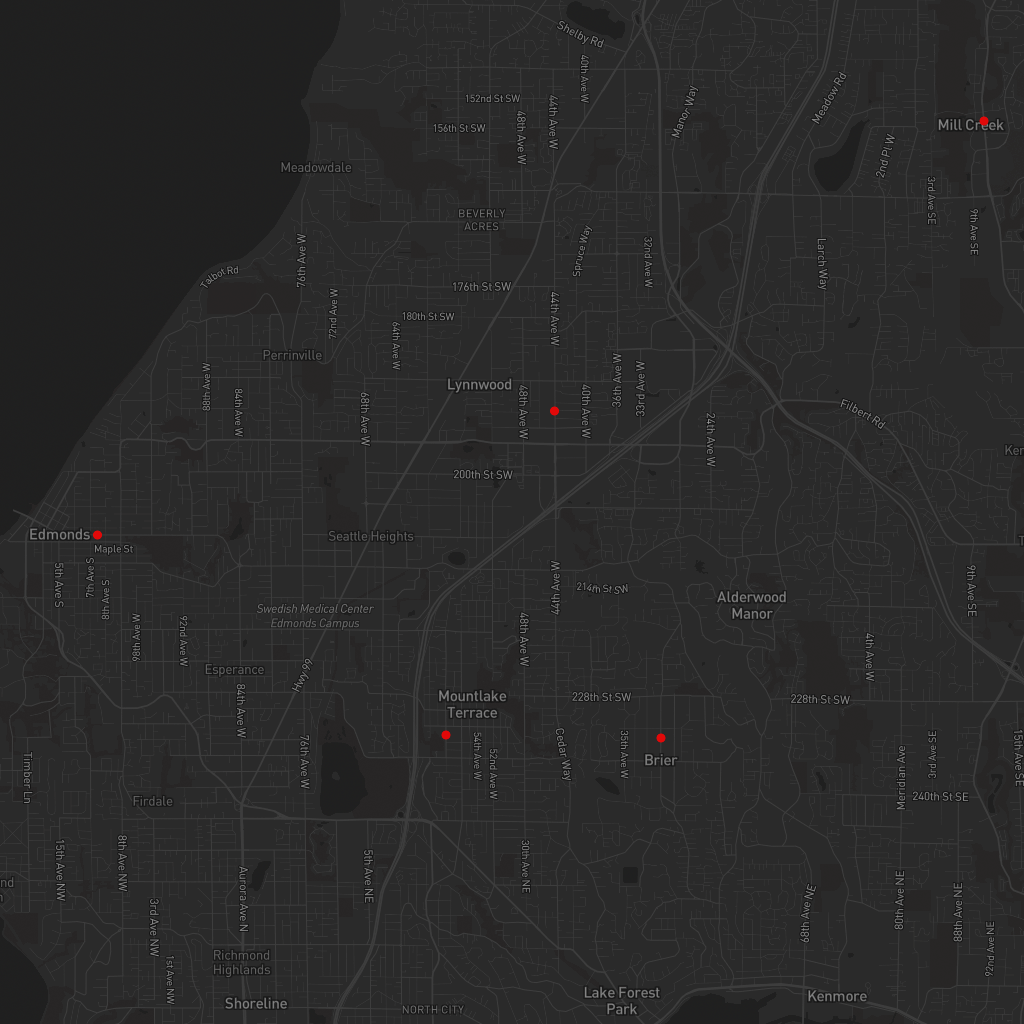 Shelby Rd
40th Ave W
152nd St SW
48th Ave W
44th Ave W
Manor Way
Meadow Rd
156th St SW
Mill Creek
2nd Pl W
Meadowdale
3rd Ave SE
BEVERLY
ACRES
9th Ave SE
76th Ave W
Spruce Way
32nd Ave W
Larch Way
Talbot Rd
176th St SW
72nd Ave W
180th St SW
64th Ave W
44th Ave W
Perrinville
88th Ave W
84th Ave W
68th Ave W
Lynnwood
48th Ave W
40th Ave W
36th Ave W
33rd Ave W
24th Ave W
Filbert Rd
Ken
200th St SW
Edmonds
Maple St
Seattle Heights
T
5th Ave S
7th Ave S
8th Ave S
44th Ave W
214th St SW
9th Ave SE
Alderwood
Manor
Swedish Medical Center
Edmonds Campus
98th Ave W
92nd Ave W
48th Ave W
4th Ave W
Esperance
Hwy 99
84th Ave W
Mountlake
Terrace
228th St SW
228th St SW
76th Ave W
54th Ave W
52nd Ave W
Cedar Way
35th Ave W
Brier
Timber Ln
Meridian Ave
3rd Ave SE
15th Ave SE
240th St SE
Firdale
15th Ave NW
8th Ave NW
5th Ave NE
30th Ave NE
nd
n
Aurora Ave N
3rd Ave NW
1st Ave NW
68th Ave NE
80th Ave NE
88th Ave NE
92nd Ave NE
Richmond
Highlands
Shoreline
NORTH CITY
Lake Forest
Park
Kenmore